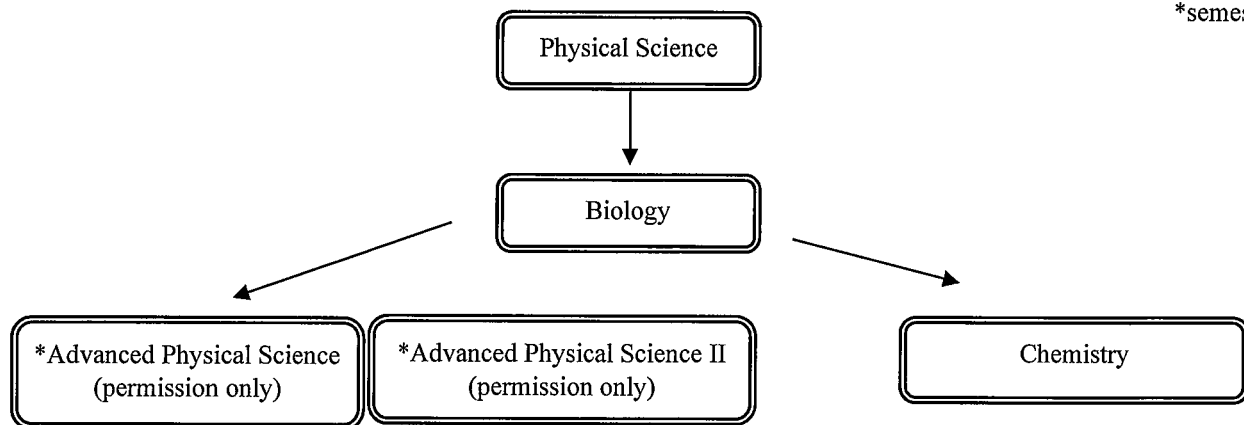 *semes
Physical Science
Biology
*Advanced Physical Science
(permission only)
*Advanced Physical Science II
(permission only)
Chemistry